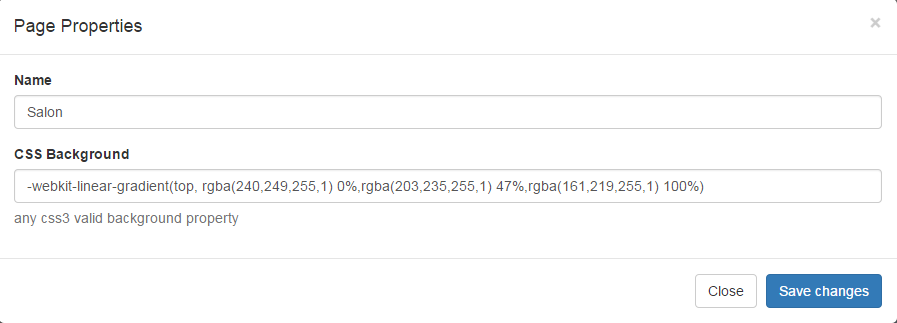 Page Properties
×
Name
Salon
CSS Background
-webkit-linear-gradient(top, rgba(240,249,255,1) 0%,rgba(203,235,255,1) 47%,rgba(161,219,255,1) 100%)
any css3 valid background property
Close Save changes